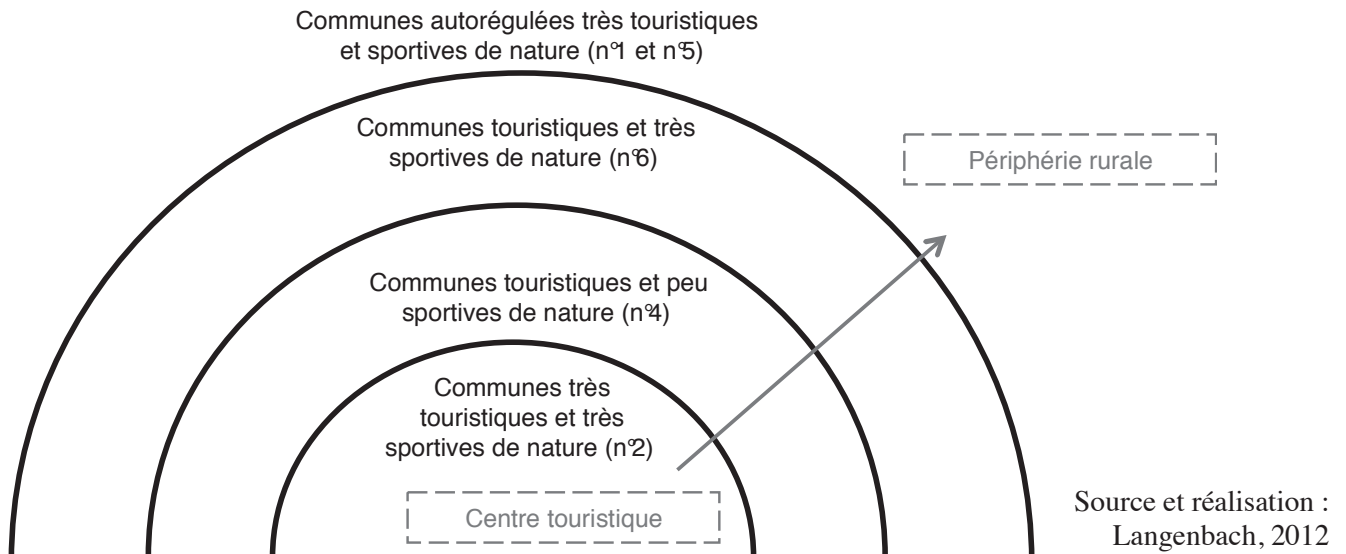 Communes autorégulées très touristiques
et sportives de nature (n°1 et n°5)
Communes touristiques et très
sportives de nature (n°6)
Périphérie rurale
Communes touristiques et peu
sportives de nature (n°4)
Communes très
touristiques et très
sportives de nature (n°2)
Centre touristique
Source et réalisation :
Langenbach, 2012